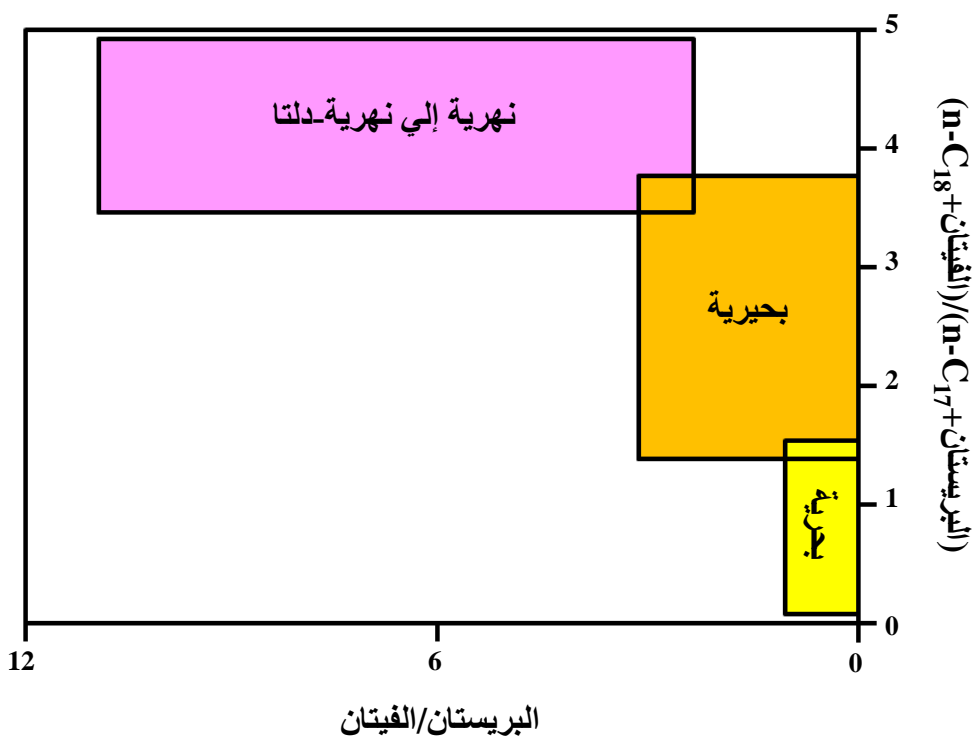 5
4
3
2
1
0
12
6
0
نهرية إلي نهرية-دلتا
بحيرية
بحرية
(البريستان+n-C₁₇)/(الفيتان+n-C₁₈)
البريستان/الفيتان